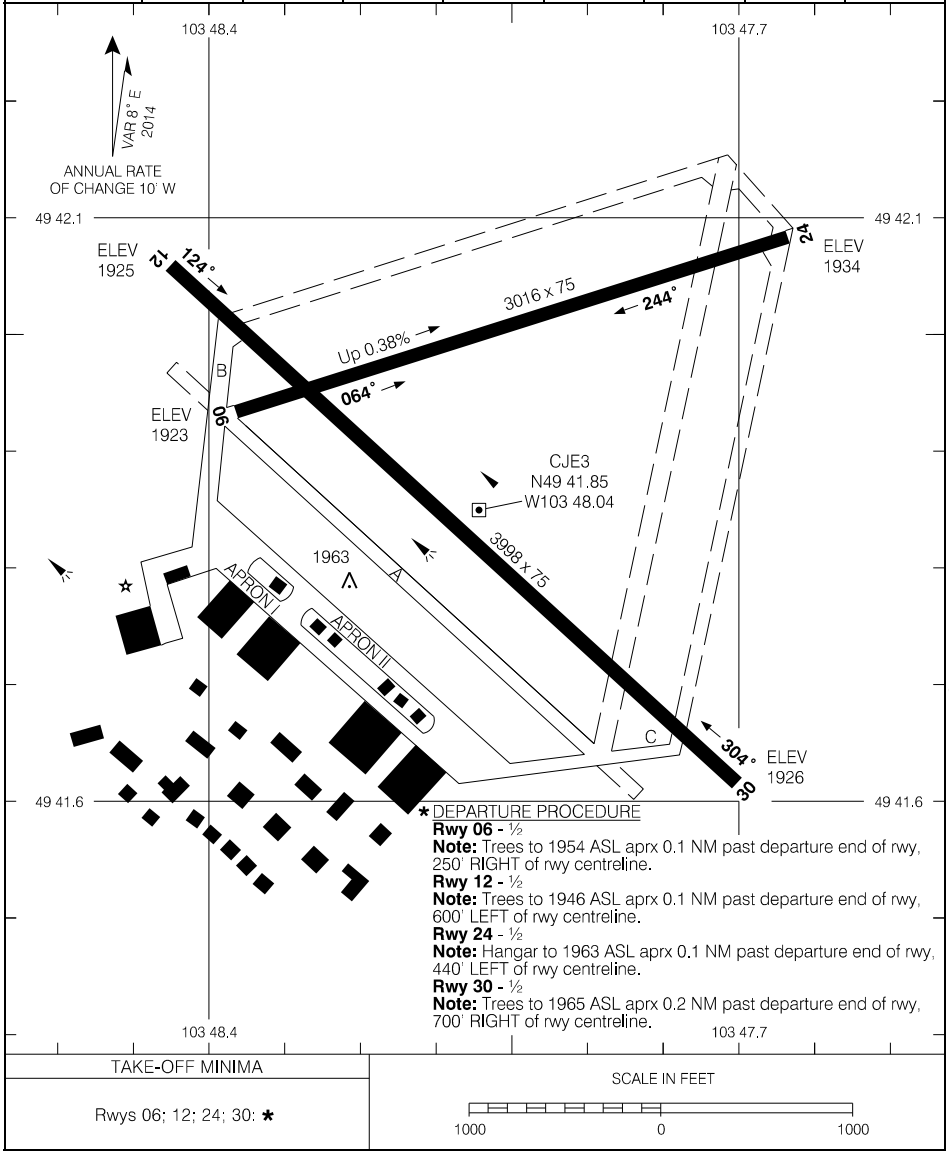 103 48.4
103 47.7
VAR 8° E
2014
ANNUAL RATE
OF CHANGE 10' W
49 42.1
49 42.1
24
ELEV
1934
ELEV
1925
12
124°
3016 x 75
244°
Up 0.38%
064°
B
ELEV
1923
06
CJE3
N49 41.85
W103 48.04
3998 x 75
1963
A
APRON I
APRON II
C
304°
ELEV
1926
30
49 41.6
49 41.6
* DEPARTURE PROCEDURE
Rwy 06 - ½
Note: Trees to 1954 ASL aprx 0.1 NM past departure end of rwy,
250' RIGHT of rwy centreline.
Rwy 12 - ½
Note: Trees to 1946 ASL aprx 0.1 NM past departure end of rwy,
600' LEFT of rwy centreline.
Rwy 24 - ½
Note: Hangar to 1963 ASL aprx 0.1 NM past departure end of rwy,
440' LEFT of rwy centreline.
Rwy 30 - ½
Note: Trees to 1965 ASL aprx 0.2 NM past departure end of rwy,
700' RIGHT of rwy centreline.
103 48.4
103 47.7
TAKE-OFF MINIMA
Rwys 06; 12; 24; 30: *
SCALE IN FEET
1000 0 1000